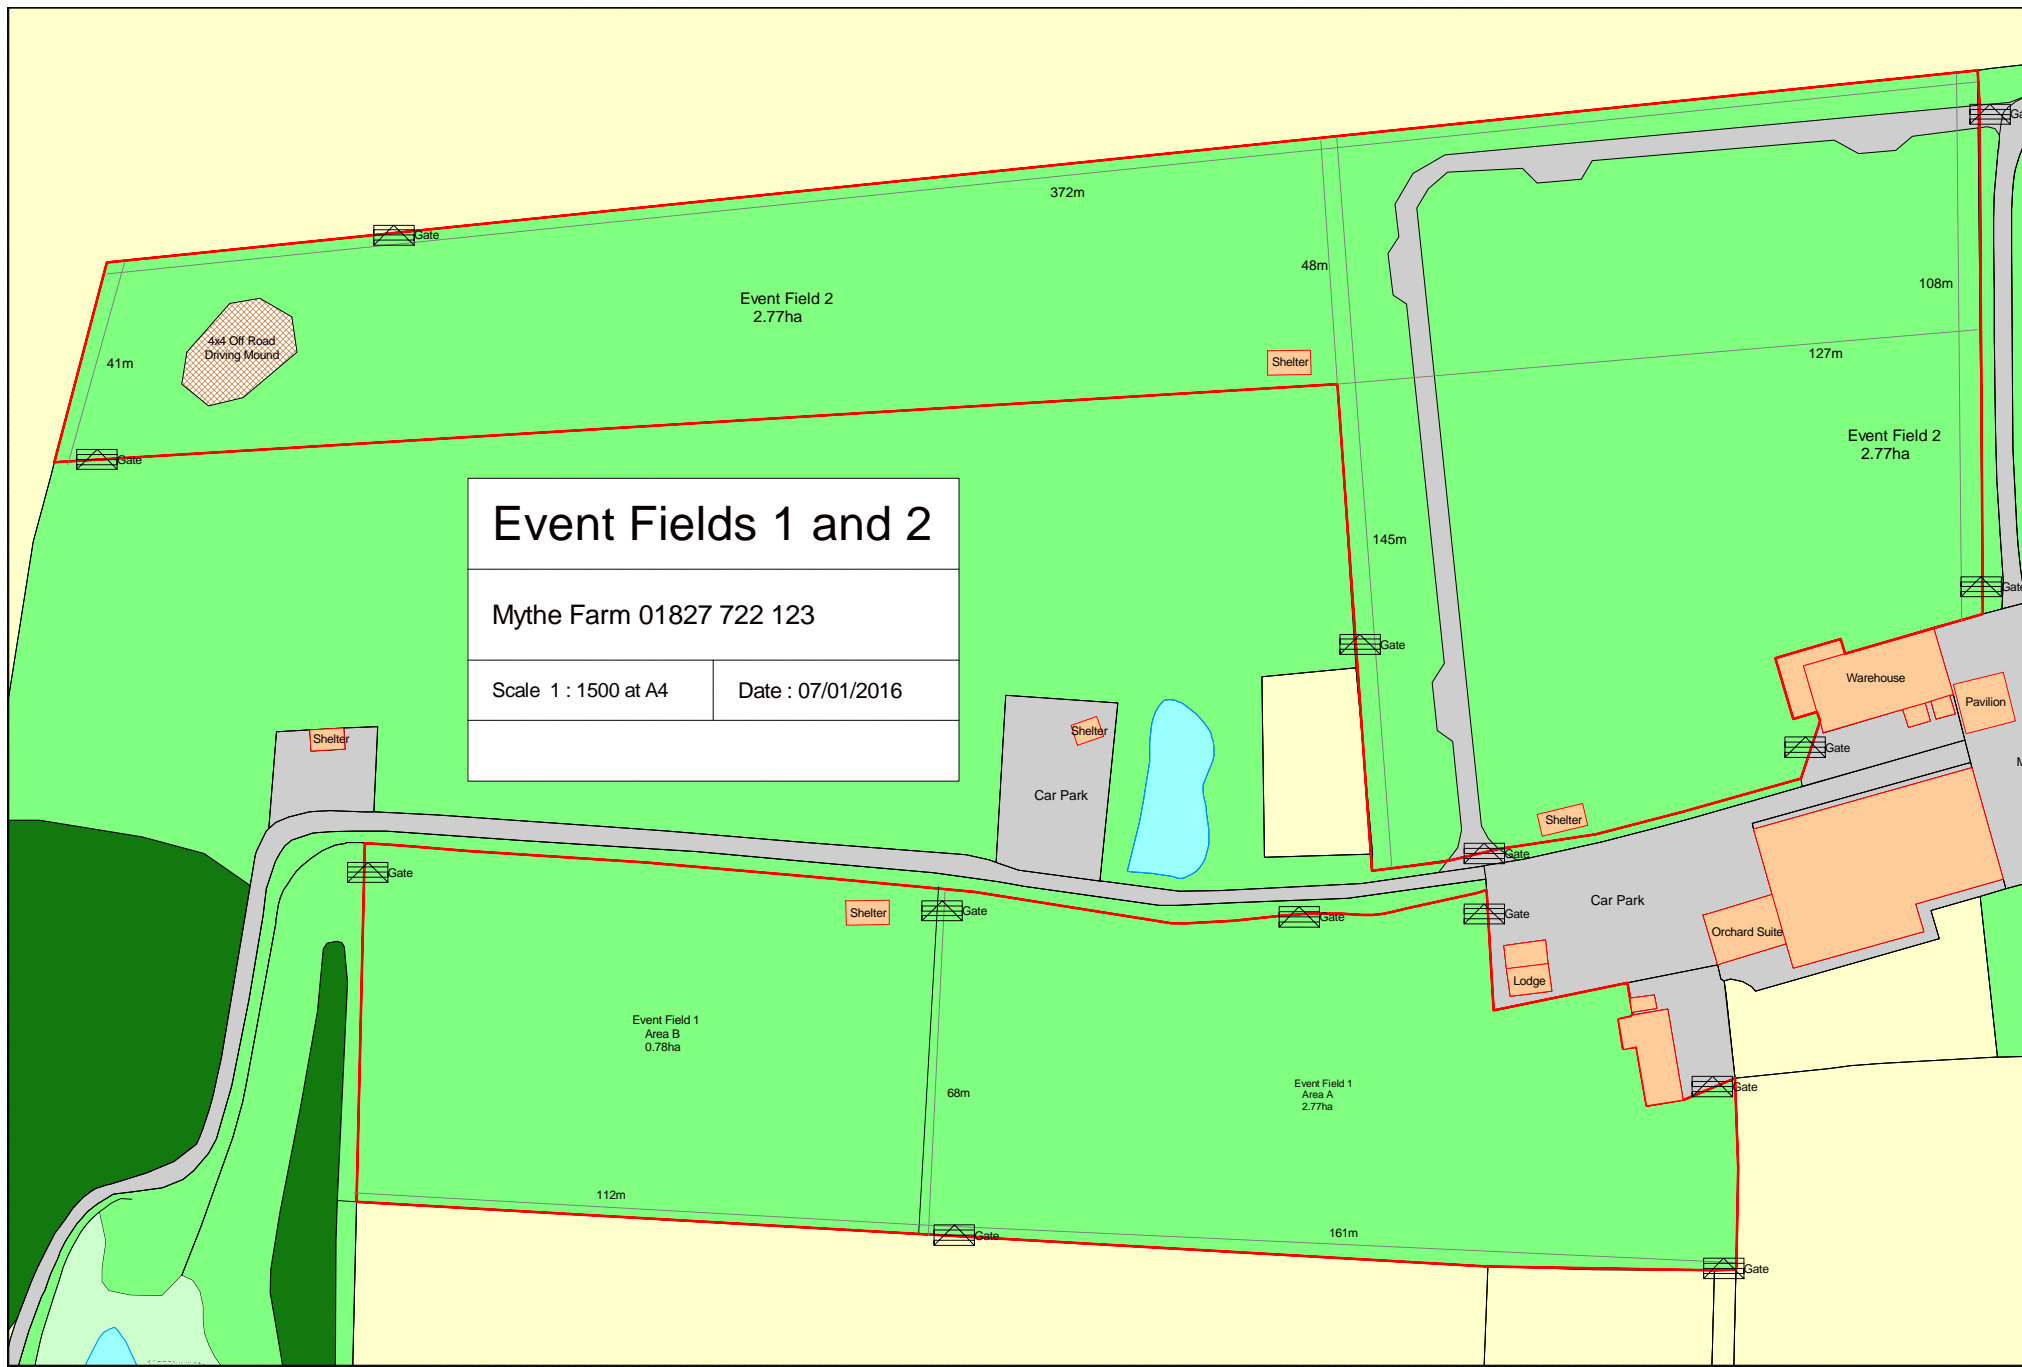 Gate
372m
Gate
48m
108m
Event Field 2
2.77ha
4x4 Off Road
Driving Mound
41m
Shelter
127m
Gate
Event Field 2
2.77ha
Event Fields 1 and 2
Mythe Farm 01827 722 123
Scale 1 : 1500 at A4
Date : 07/01/2016
145m
Gate
Gate
Warehouse
Pavilion
Shelter
Shelter
Gate
Car Park
Shelter
Gate
Gate
Shelter
Gate
Gate
Gate
Car Park
Orchard Suite
Lodge
Event Field 1
Area B
0.78ha
68m
Event Field 1
Area A
2.77ha
Gate
112m
161m
Gate
Gate